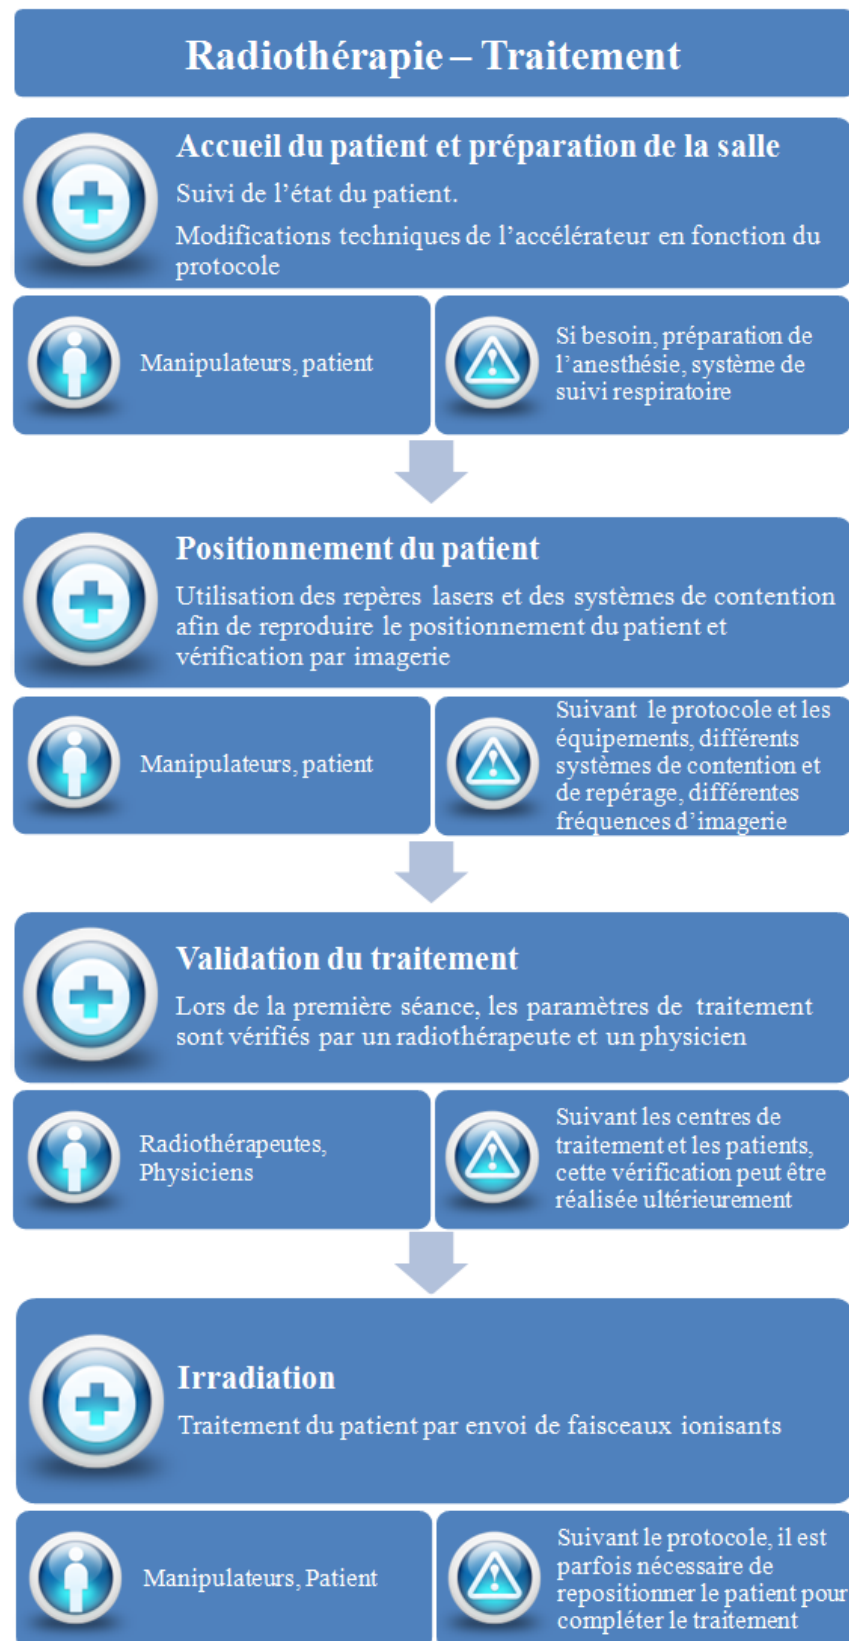 Radiothérapie – Traitement
Accueil du patient et préparation de la salle
Suivi de l’état du patient.
Modifications techniques de l’accélérateur en fonction du
protocole
Manipulateurs, patient
Si besoin, préparation de
l’anesthésie, système de
suivi respiratoire
Positionnement du patient
Utilisation des repères lasers et des systèmes de contention
afin de reproduire le positionnement du patient et
vérification par imagerie
Manipulateurs, patient
Suivant le protocole et les
équipements, différents
systèmes de contention et
de repérage, différentes
fréquences d’imagerie
Validation du traitement
Lors de la première séance, les paramètres de traitement
sont vérifiés par un radiothérapeute et un physicien
Radiothérapeutes,
Physiciens
Suivant les centres de
traitement et les patients,
cette vérification peut être
réalisée ultérieurement
Irradiation
Traitement du patient par envoi de faisceaux ionisants
Manipulateurs, Patient
Suivant le protocole, il est
parfois nécessaire de
repositionner le patient pour
compléter le traitement